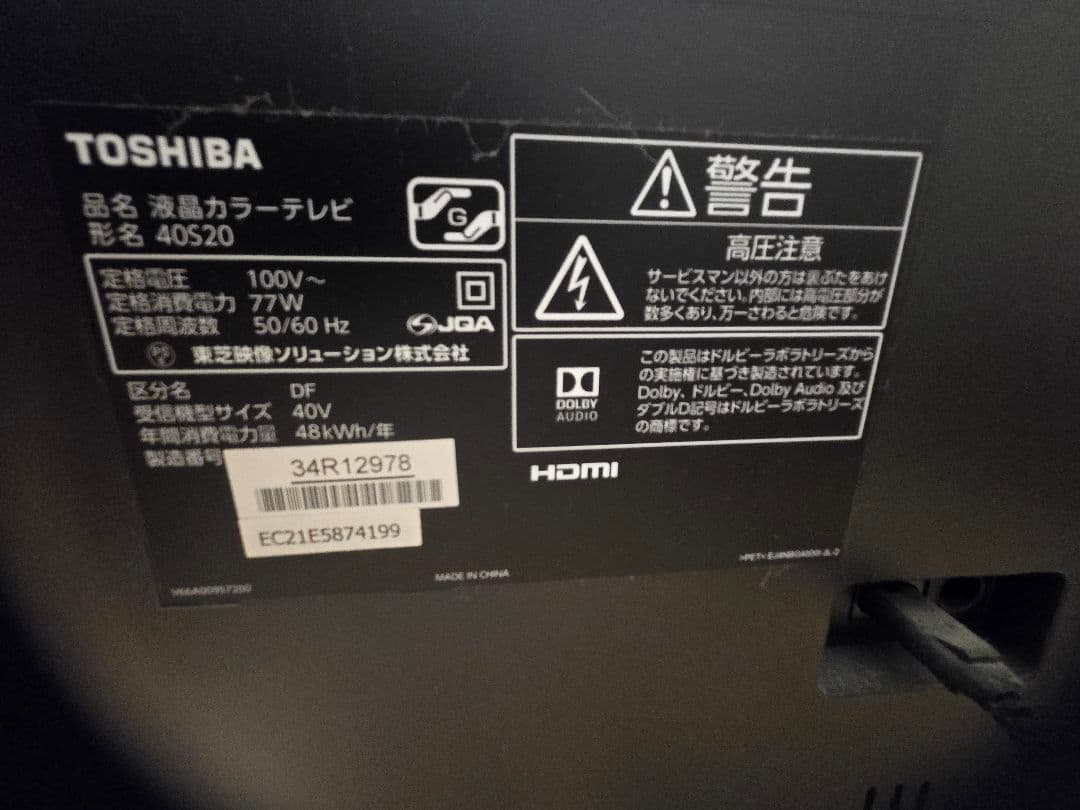 TOSHIBA
品名 液晶カラーテレビ
形名 40S20
G
定格電圧 100V～
定格消費電力 77W
定格周波数 50/60 Hz
JQA
東芝映像ソリューション株式会社
区分名 DF
受信機型サイズ 40V
年間消費電力量 48kWh/年
製造番号
34R12978
EC21E5874199
MADE IN CHINA
警告
高圧注意
サービスマン以外の方は裏ぶたをあけ
ないでください。内部には高電圧部分が
数多くあり、万一さわると危険です。
DOLBY
AUDIO
この製品はドルビーラボラトリーズから
の実施権に基づき製造されています。
Dolby、ドルビー、Dolby Audio 及び
ダブルD記号はドルビーラボラトリーズ
の商標です。
HDMI